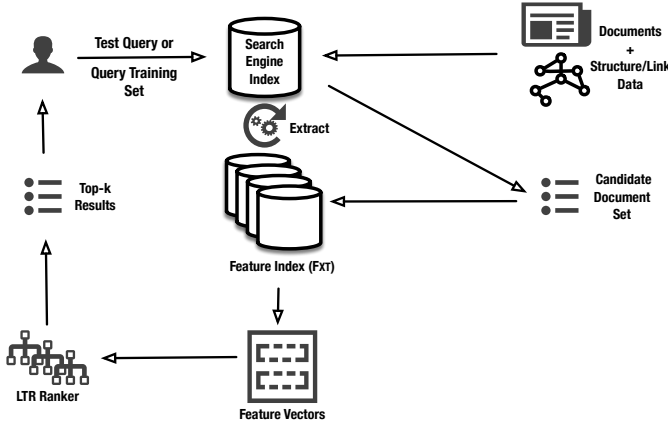 Test Query or
Query Training
Set
Search
Engine
Index
Documents
+
Structure/Link
Data
Extract
Top-k
Results
Candidate
Document
Set
Feature Index (FXT)
LTR Ranker
Feature Vectors